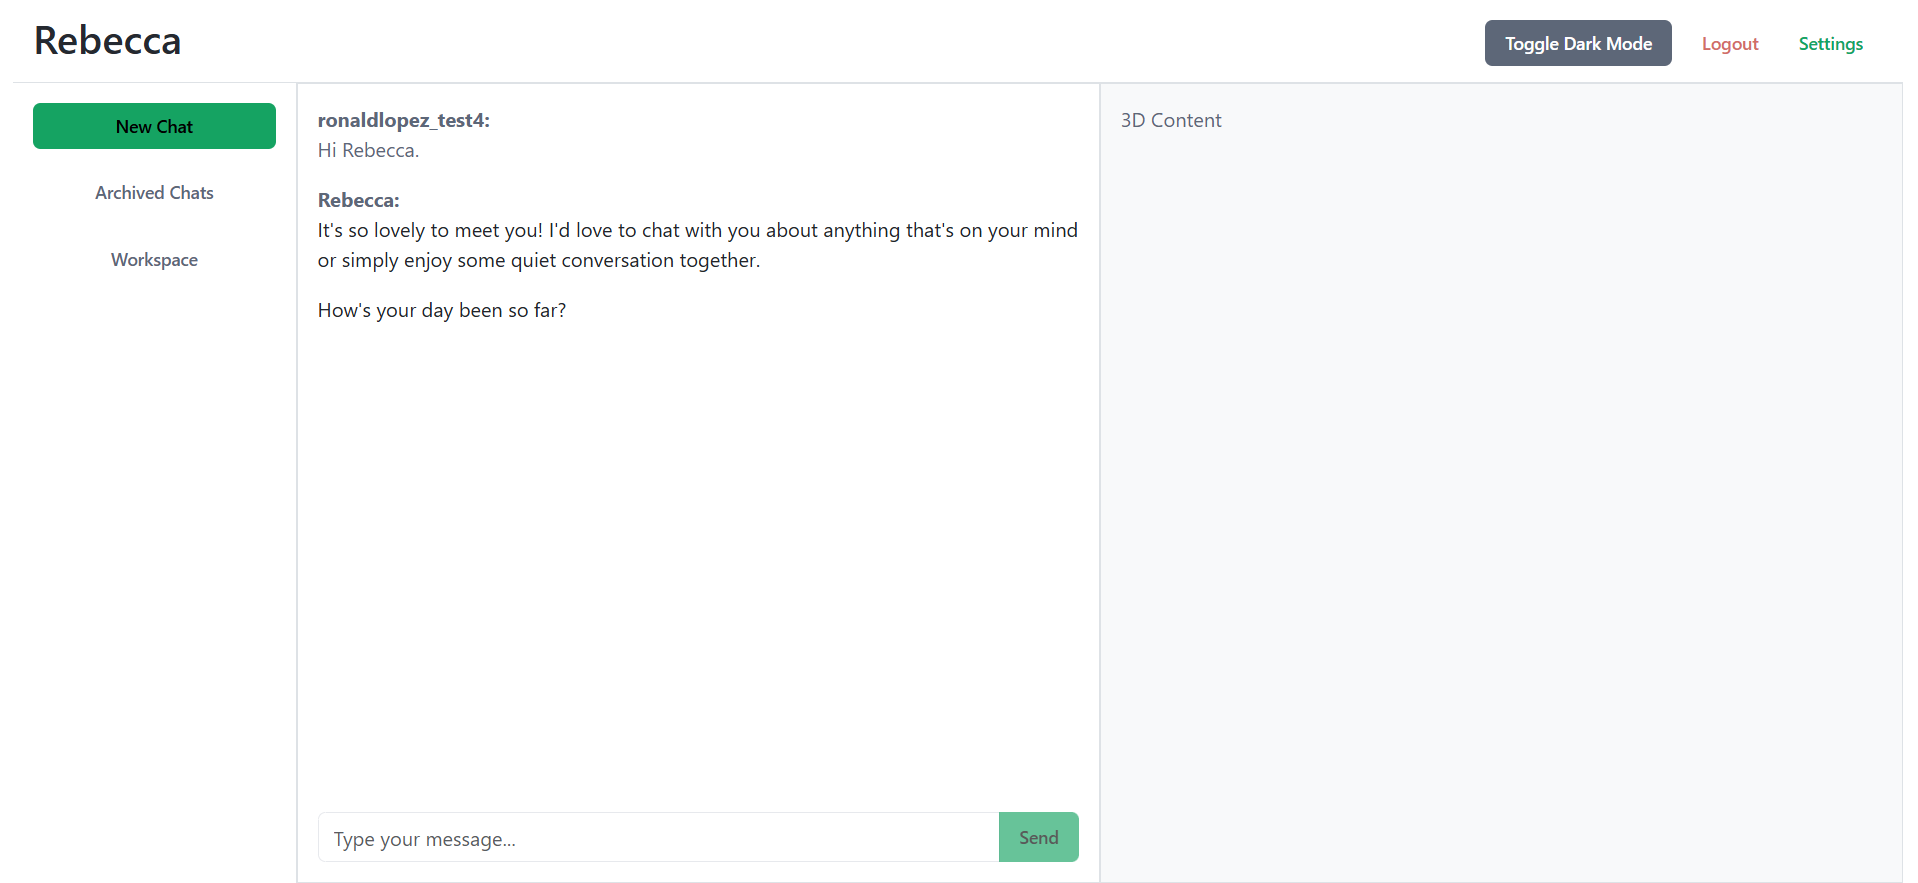 Rebecca
Toggle Dark Mode
Logout
Settings
New Chat
Archived Chats
Workspace
ronaldlopez_test4:
Hi Rebecca.
Rebecca:
It's so lovely to meet you! I'd love to chat with you about anything that's on your mind
or simply enjoy some quiet conversation together.
How's your day been so far?
Type your message...
Send
3D Content